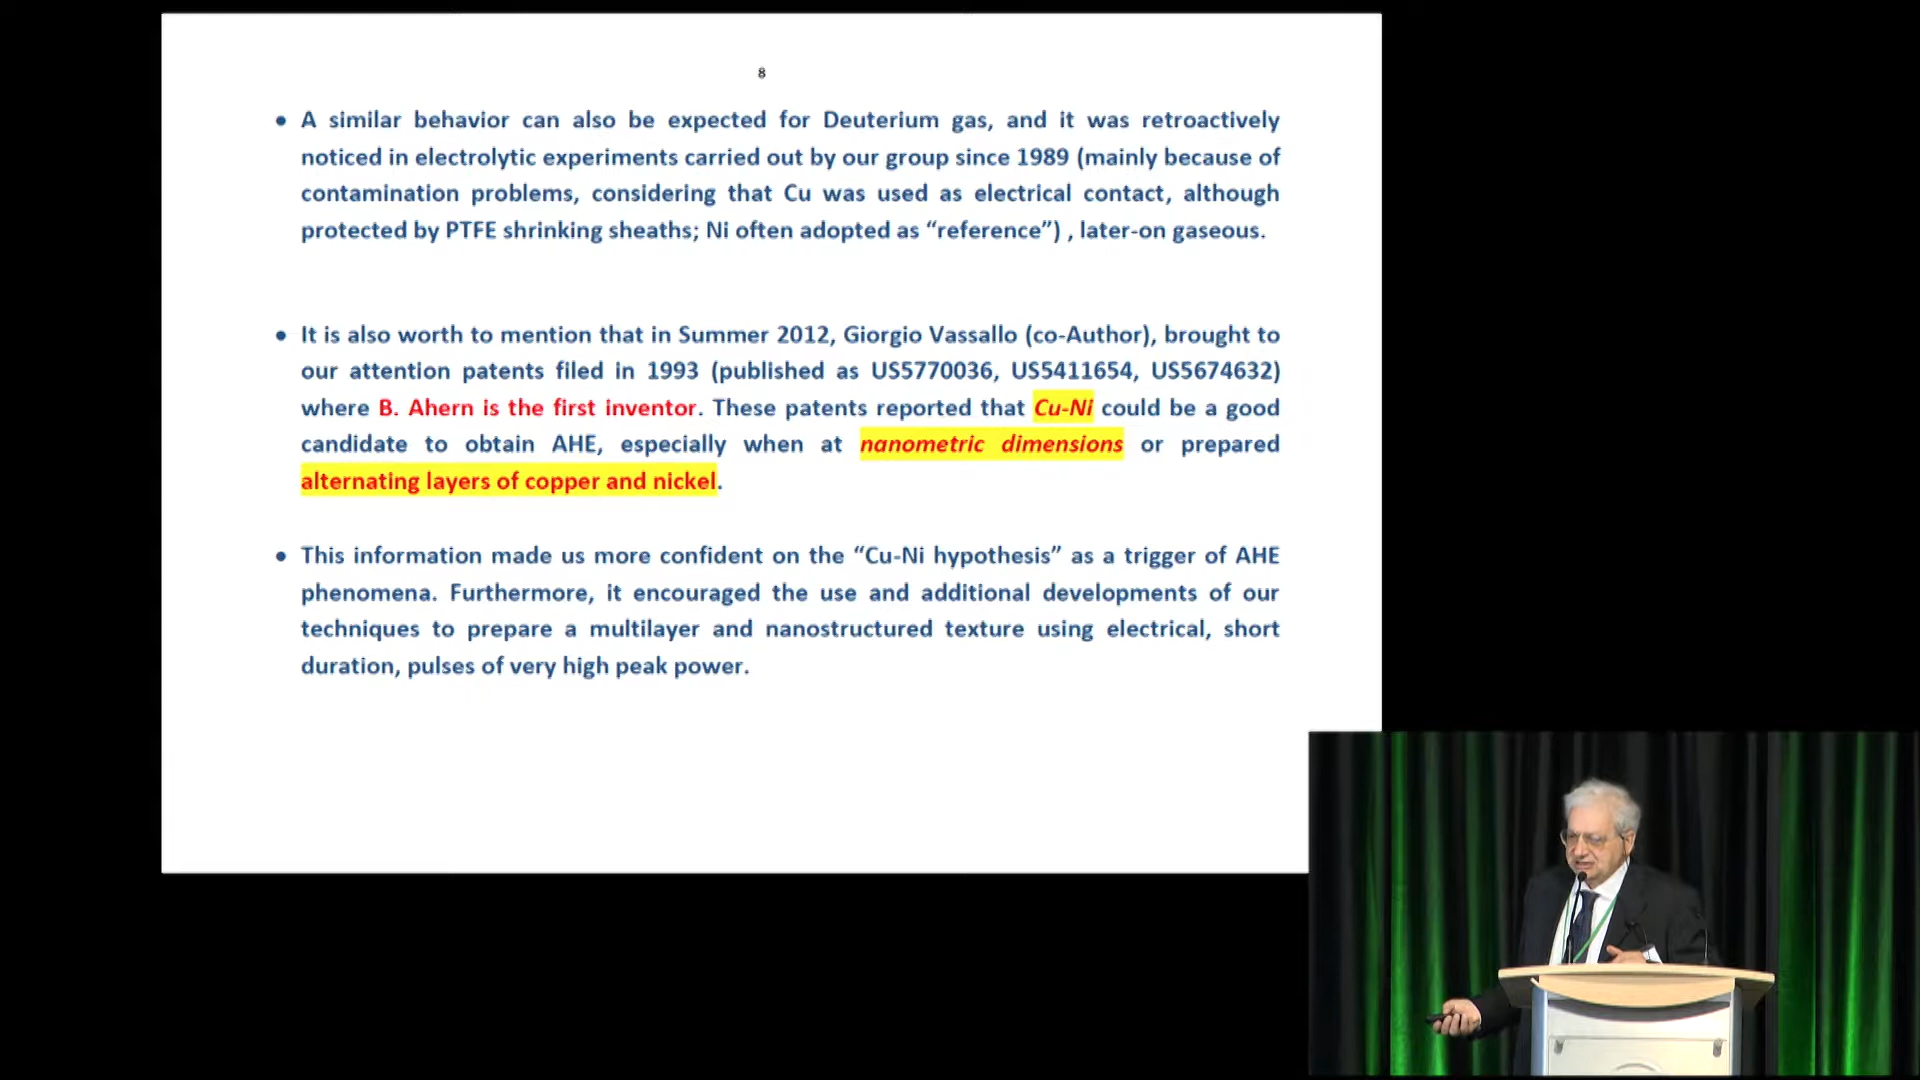 8
• A similar behavior can also be expected for Deuterium gas, and it was retroactively
noticed in electrolytic experiments carried out by our group since 1989 (mainly because of
contamination problems, considering that Cu was used as electrical contact, although
protected by PTFE shrinking sheaths; Ni often adopted as “reference”) , later-on gaseous.
• It is also worth to mention that in Summer 2012, Giorgio Vassallo (co-Author), brought to
our attention patents filed in 1993 (published as US5770036, US5411654, US5674632)
where B. Ahern is the first inventor. These patents reported that Cu-Ni could be a good
candidate to obtain AHE, especially when at nanometric dimensions or prepared
alternating layers of copper and nickel.
• This information made us more confident on the “Cu-Ni hypothesis” as a trigger of AHE
phenomena. Furthermore, it encouraged the use and additional developments of our
techniques to prepare a multilayer and nanostructured texture using electrical, short
duration, pulses of very high peak power.